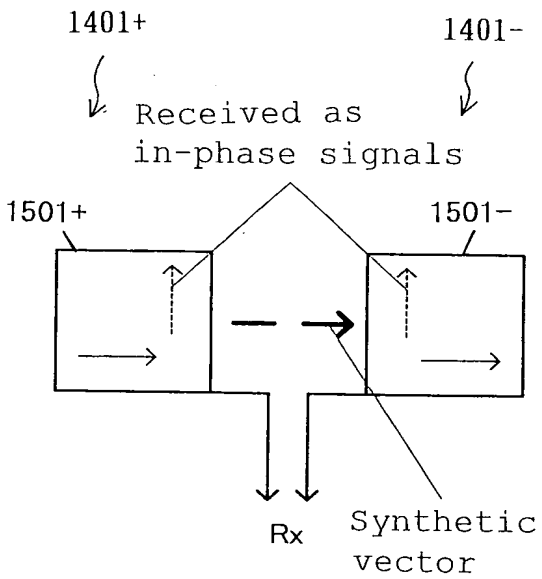 1401+
1401-
Received as
in-phase signals
1501+
1501-
Rx
Synthetic
vector